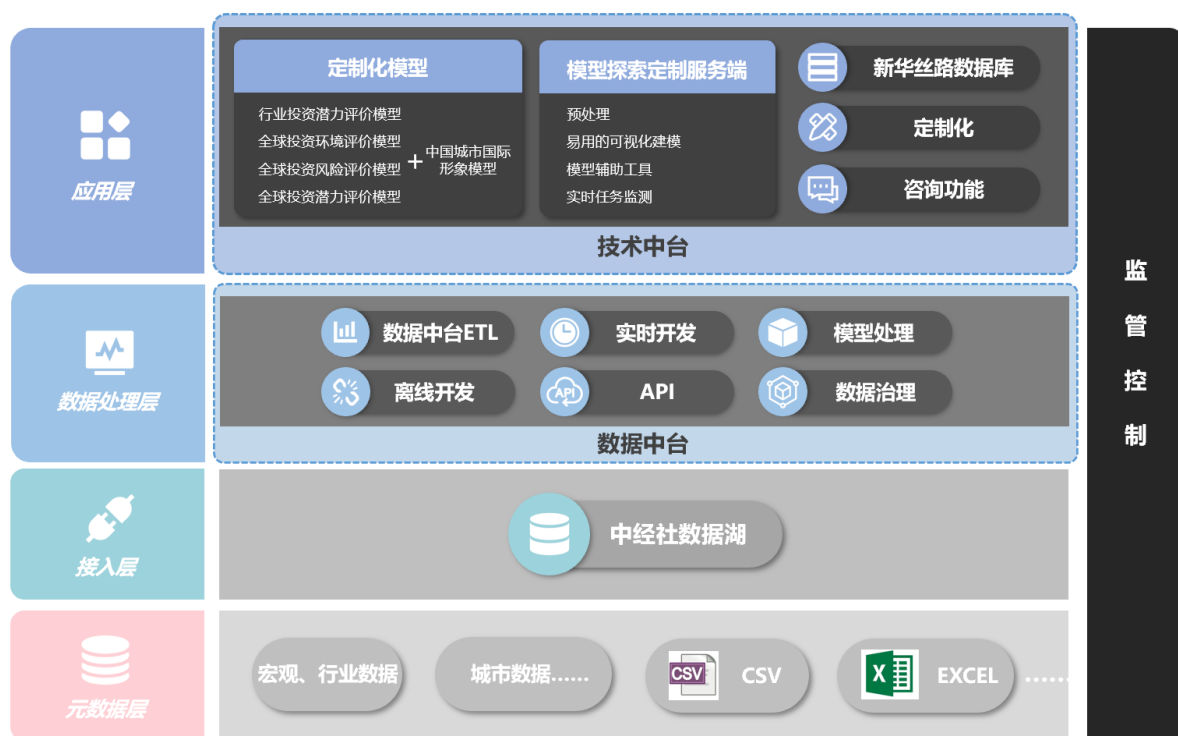 应用层
定制化模型
行业投资潜力评价模型
全球投资环境评价模型
全球投资风险评价模型
全球投资潜力评价模型
+
中国城市国际
形象模型
模型探索定制服务端
预处理
易用的可视化建模
模型辅助工具
实时任务监测
新华丝路数据库
定制化
咨询功能
技术中台
数据处理层
数据中台ETL
实时开发
模型处理
离线开发
API
API
数据治理
数据中台
接入层
中经社数据湖
元数据层
宏观、行业数据
城市数据……
CSV
CSV
X
EXCEL
……
监
管
控
制